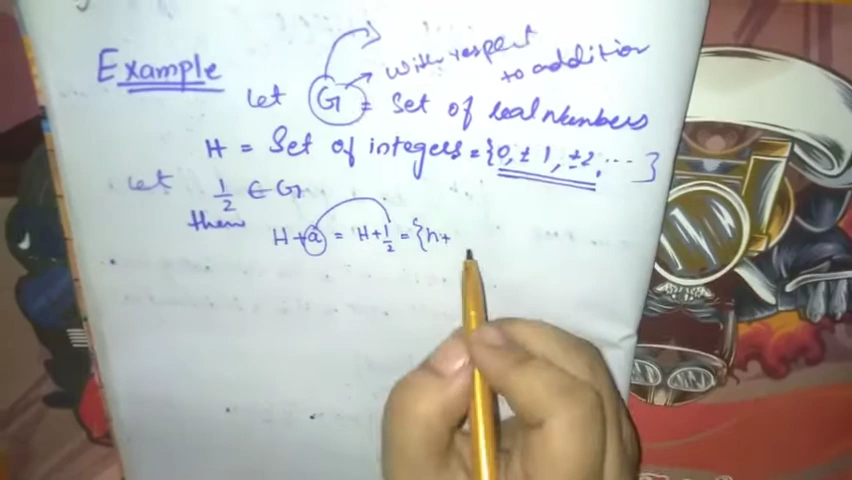 Example
with respect
to addition
Let G = Set of real numbers
H = Set of integers = {0, ± 1, ± 2, ... }
Let 1/2 ∈ G
then
H+a = H+1/2 = {h+